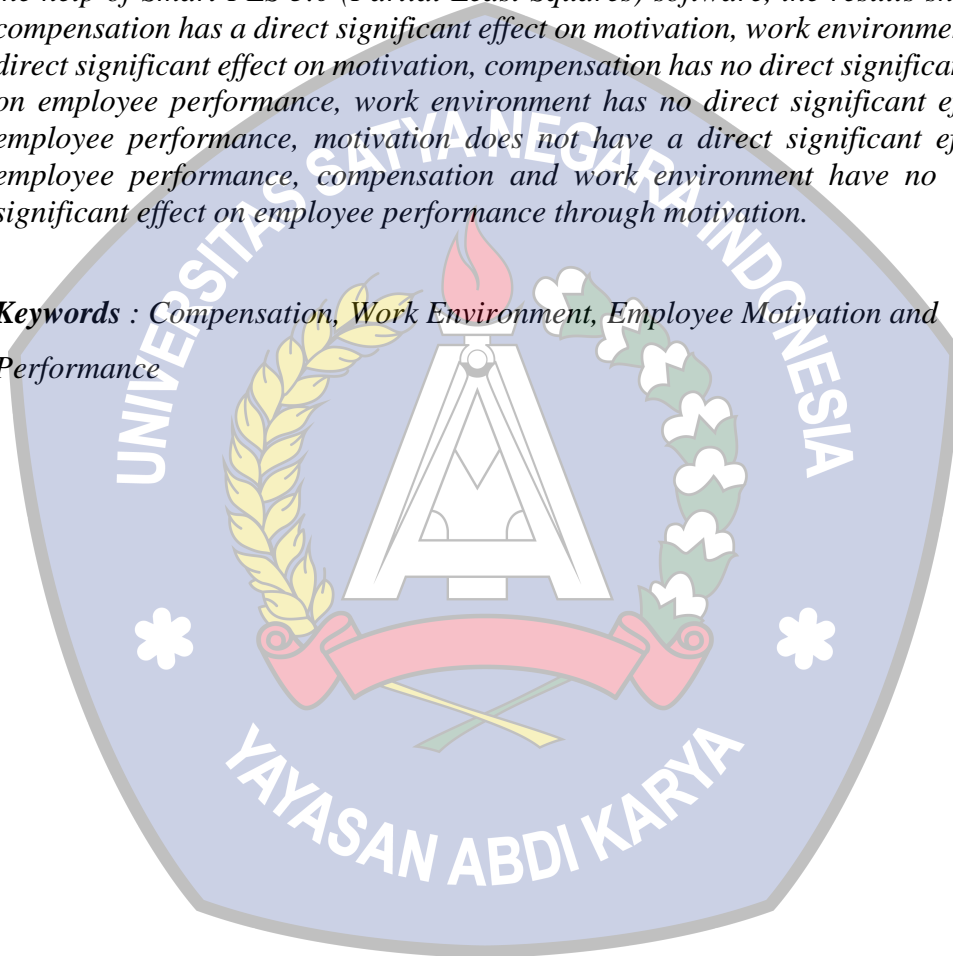 compensation has a direct significant effect on motivation, work environmen
direct significant effect on motivation, compensation has no direct significan
on employee performance, work environment has no direct significant ef
employee performance, motivation does not have a direct significant ef
employee performance, compensation and work environment have no
significant effect on employee performance through motivation.
Keywords : Compensation, Work Environment, Employee Motivation and
Performance
UNIVERSITAS SATYA NEGARA INDONESIA
YAYASAN ABDI KARYA